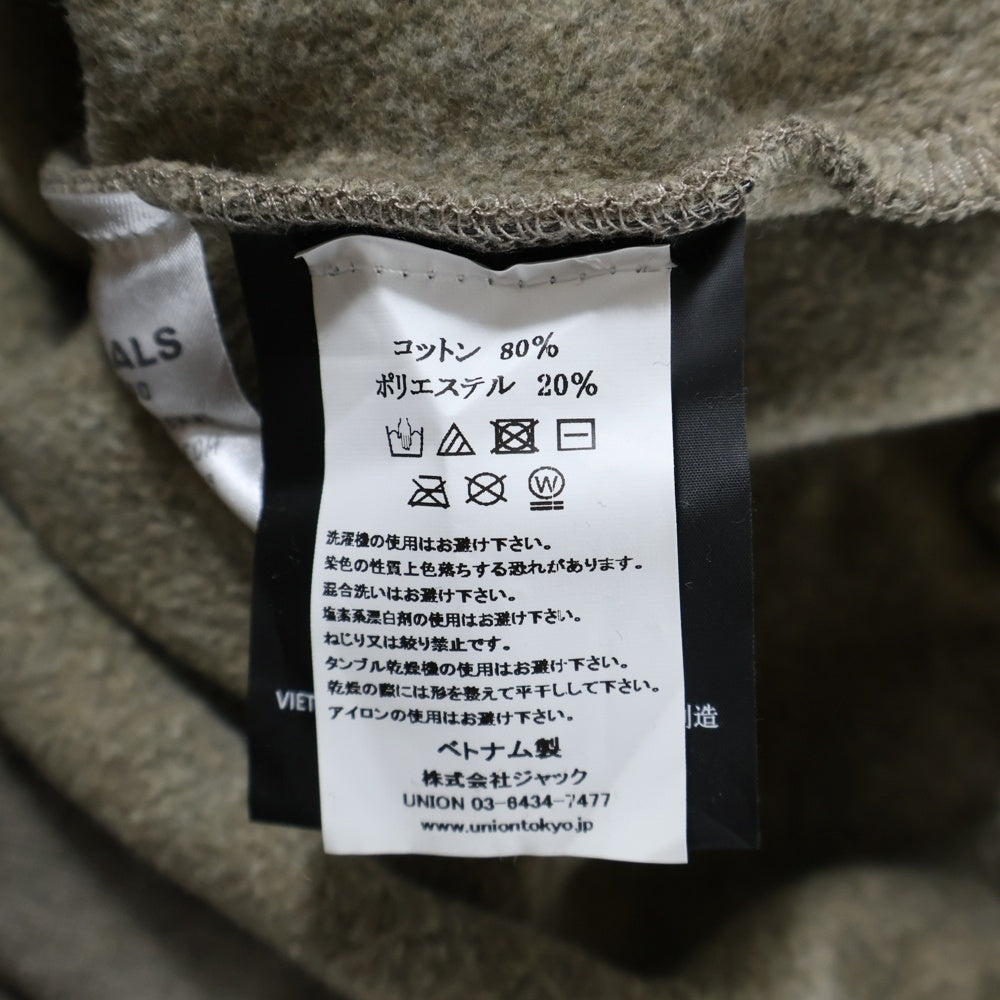 ALS
コットン 80%
ポリエステル 20%
W
洗濯機の使用はお避け下さい。
染色の性質上色落ちする恐れがあります。
混合洗いはお避け下さい。
塩素系漂白剤の使用はお避け下さい。
ねじり又は絞り禁止です。
タンブル乾燥機の使用はお避け下さい。
乾燥の際には形を整えて平干しして下さい。
アイロンの使用はお避け下さい。
VIET
造
ベトナム製
株式会社ジャック
UNION 03-6434-7477
www.uniontokyo.jp